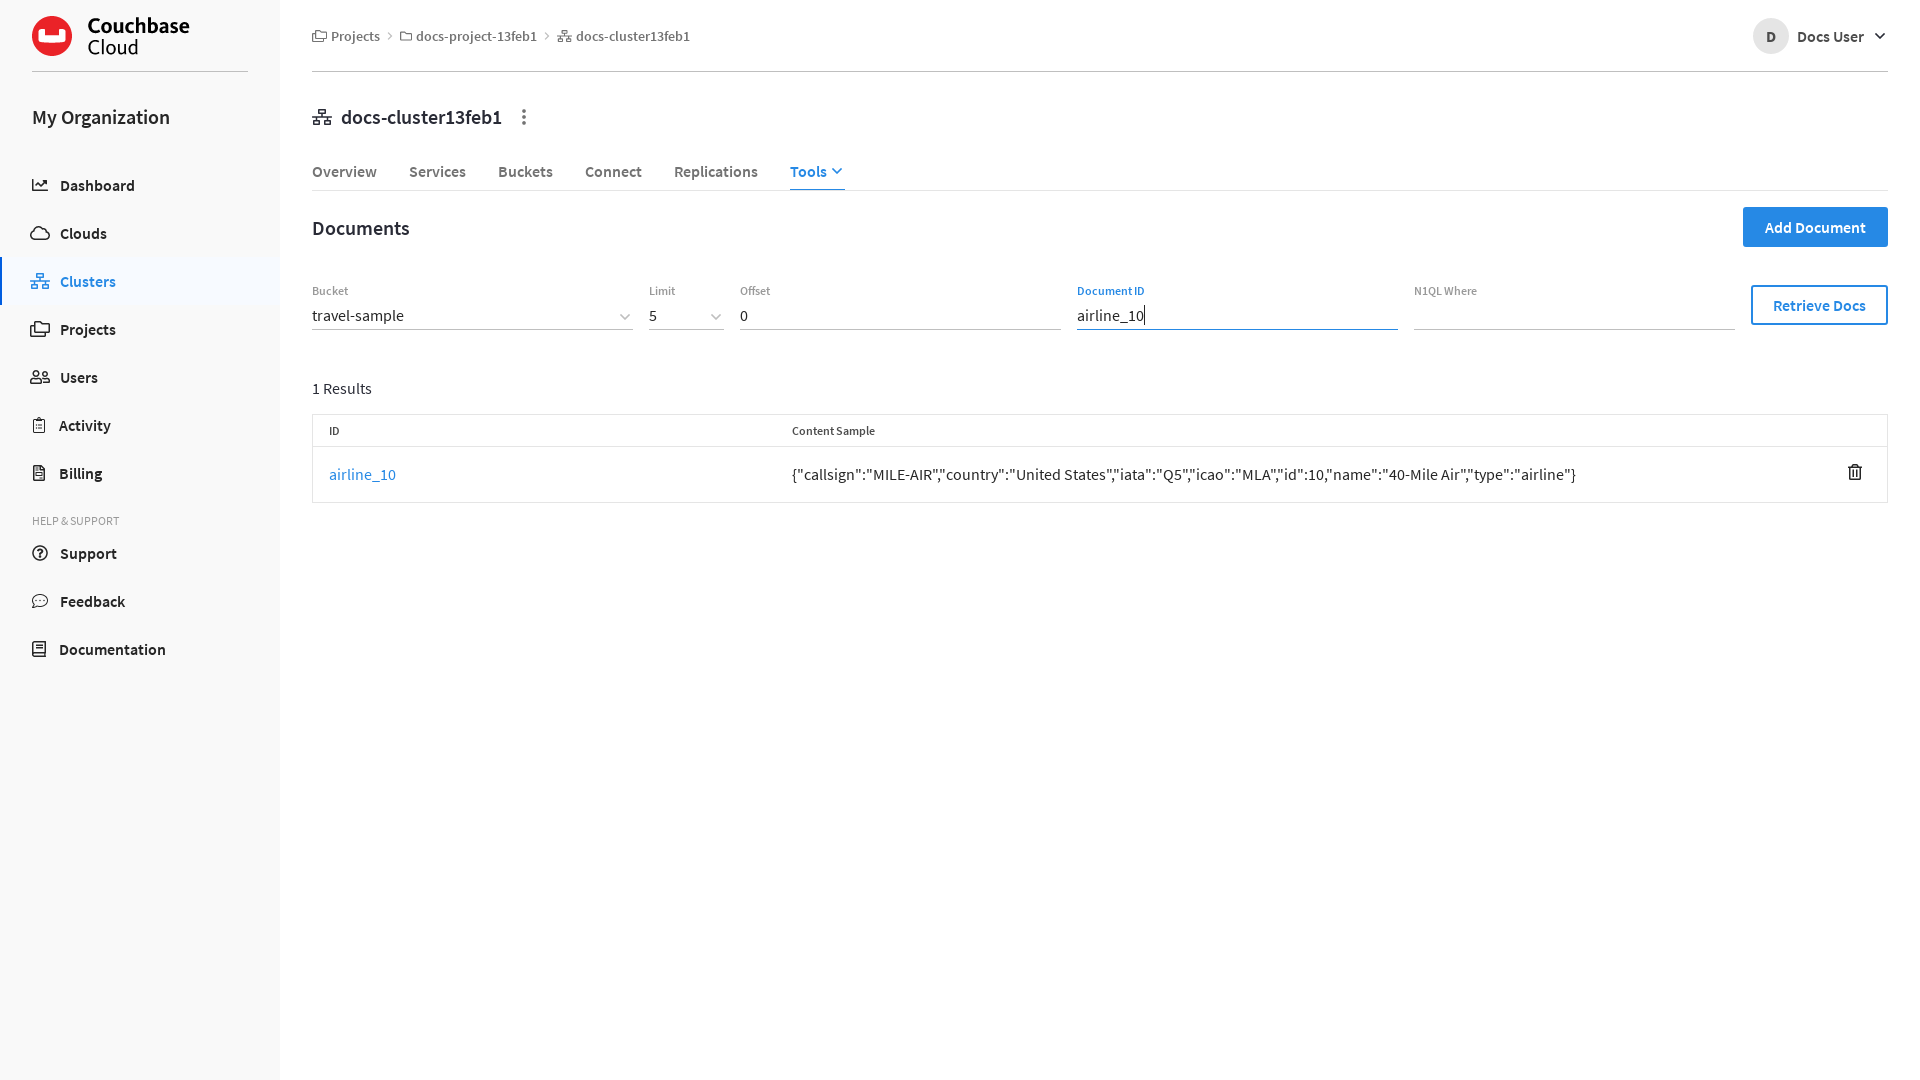 Couchbase
Cloud
My Organization
Dashboard
Clouds
Clusters
Projects
Users
Activity
Billing
HELP & SUPPORT
Support
Feedback
Documentation
Projects > docs-project-13feb1 > docs-cluster13feb1
D Docs User
docs-cluster13feb1
Overview Services Buckets Connect Replications Tools
Documents
Add Document
Bucket Limit Offset Document ID N1QL Where
travel-sample 5 0 airline_10
Retrieve Docs
1 Results
ID Content Sample
airline_10 {"callsign":"MILE-AIR","country":"United States","iata":"Q5","icao":"MLA","id":10,"name":"40-Mile Air","type":"airline"}